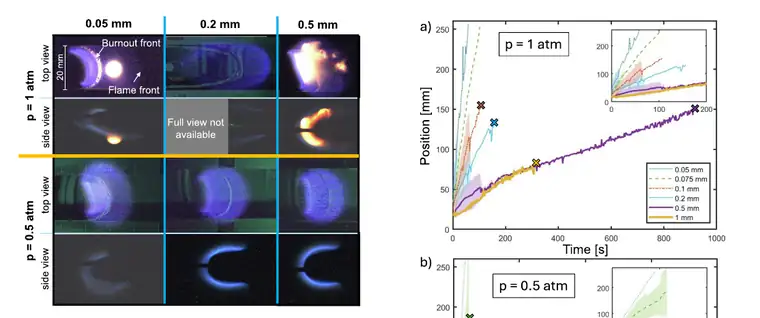 0.05 mm
0.2 mm
0.5 mm
p = 1 atm
top view
20 mm
Burnout front
Flame front
side view
Full view not
available
p = 0.5 atm
top view
side view
a)
p = 1 atm
Position [mm]
250
200
150
100
50
0
0
200
400
600
800
1000
Time [s]
200
100
0
0
100
200
0.05 mm
0.075 mm
0.1 mm
0.2 mm
0.5 mm
1 mm
b)
p = 0.5 atm
250
200
200
100